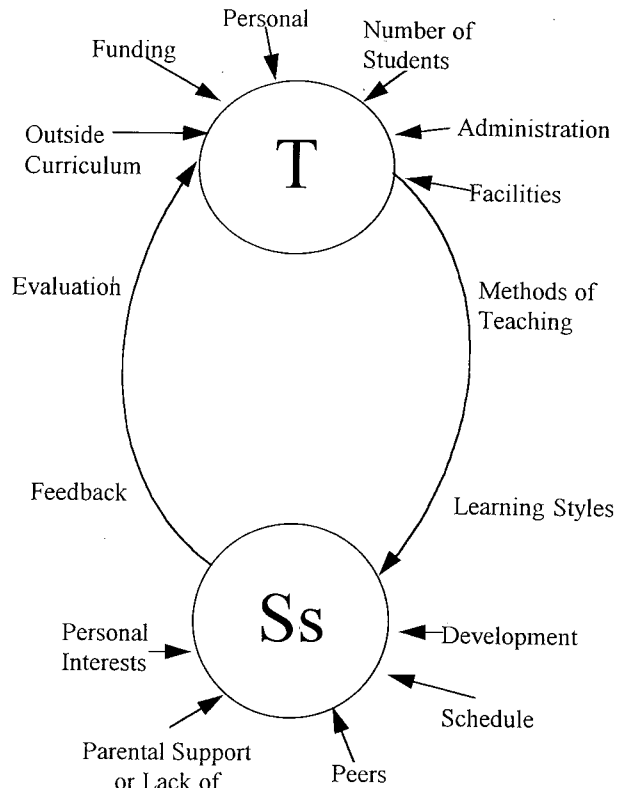 Personal
Number of
Students
Funding
Outside
Curriculum
Administration
T
Facilities
Evaluation
Methods of
Teaching
Feedback
Learning Styles
Ss
Personal
Interests
Development
Schedule
Parental Support
or Lack of
Peers